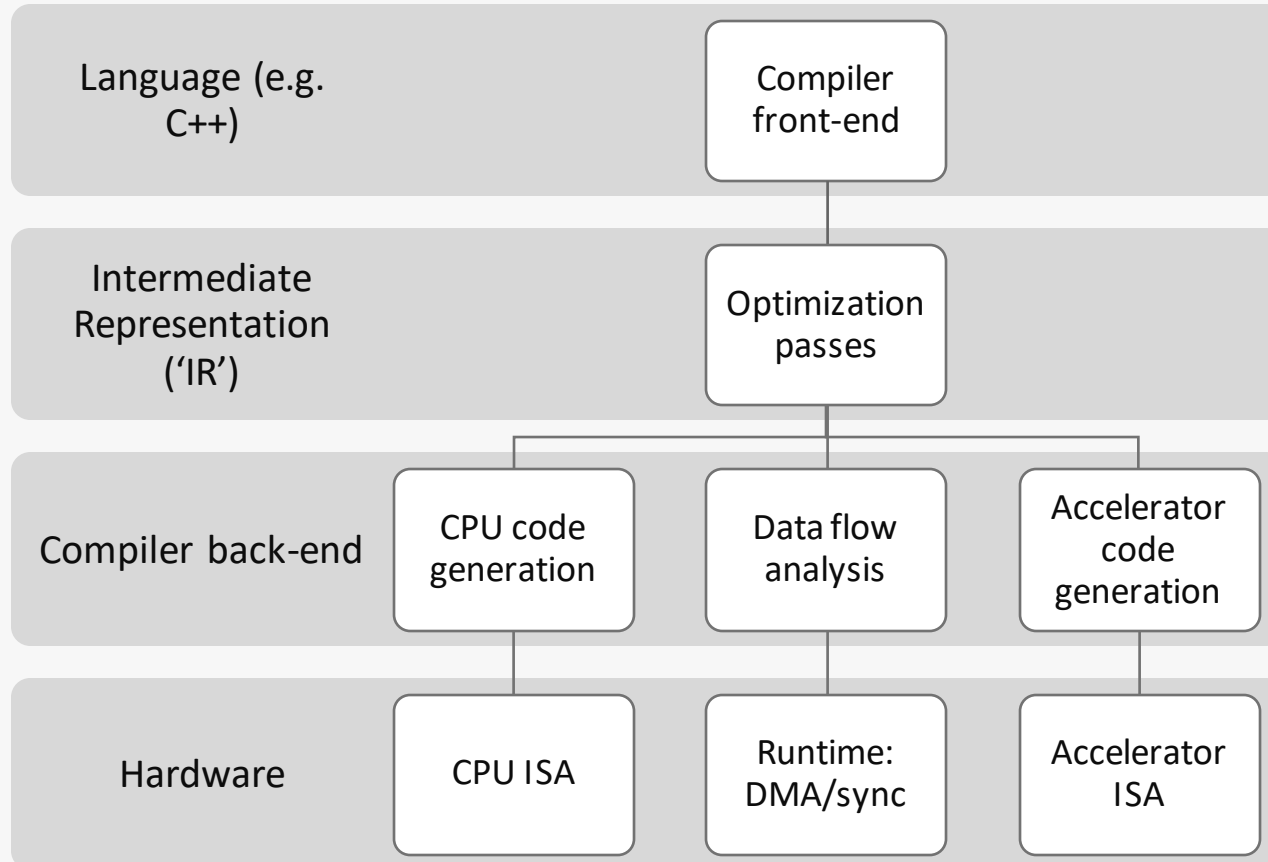 Language (e.g.
C++)
Compiler
front-end
Intermediate
Representation
(‘IR’)
Optimization
passes
Compiler back-end
CPU code
generation
Data flow
analysis
Accelerator
code
generation
Hardware
CPU ISA
Runtime:
DMA/sync
Accelerator
ISA